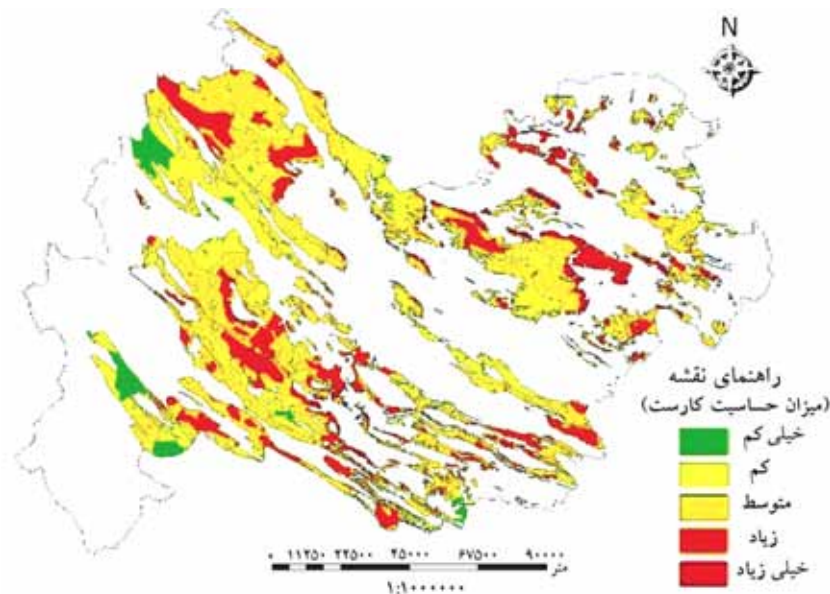 N
راهنمای نقشه
(میزان حساسیت کارست)
خیلی کم
کم
متوسط
زیاد
خیلی زیاد
۰ ۱۱۲۵۰ ۲۲۵۰۰ ۴۵۰۰۰ ۶۷۵۰۰ ۹۰۰۰۰
متر
۱:۱۰۰۰۰۰۰